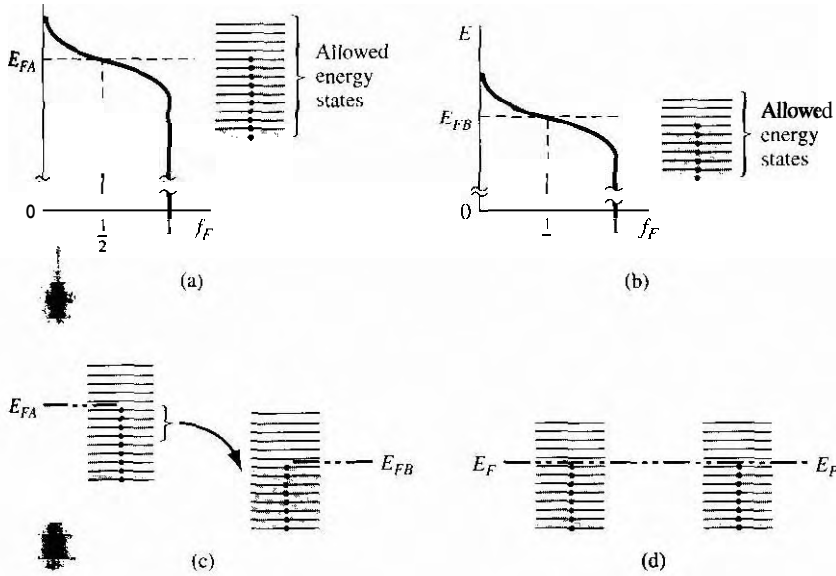 E_FA
Allowed
energy
states
0
1/2
1
f_F
(a)
E
E_FB
Allowed
energy
states
0
1
f_F
(b)
E_FA
E_FB
(c)
E_F
E_F
(d)